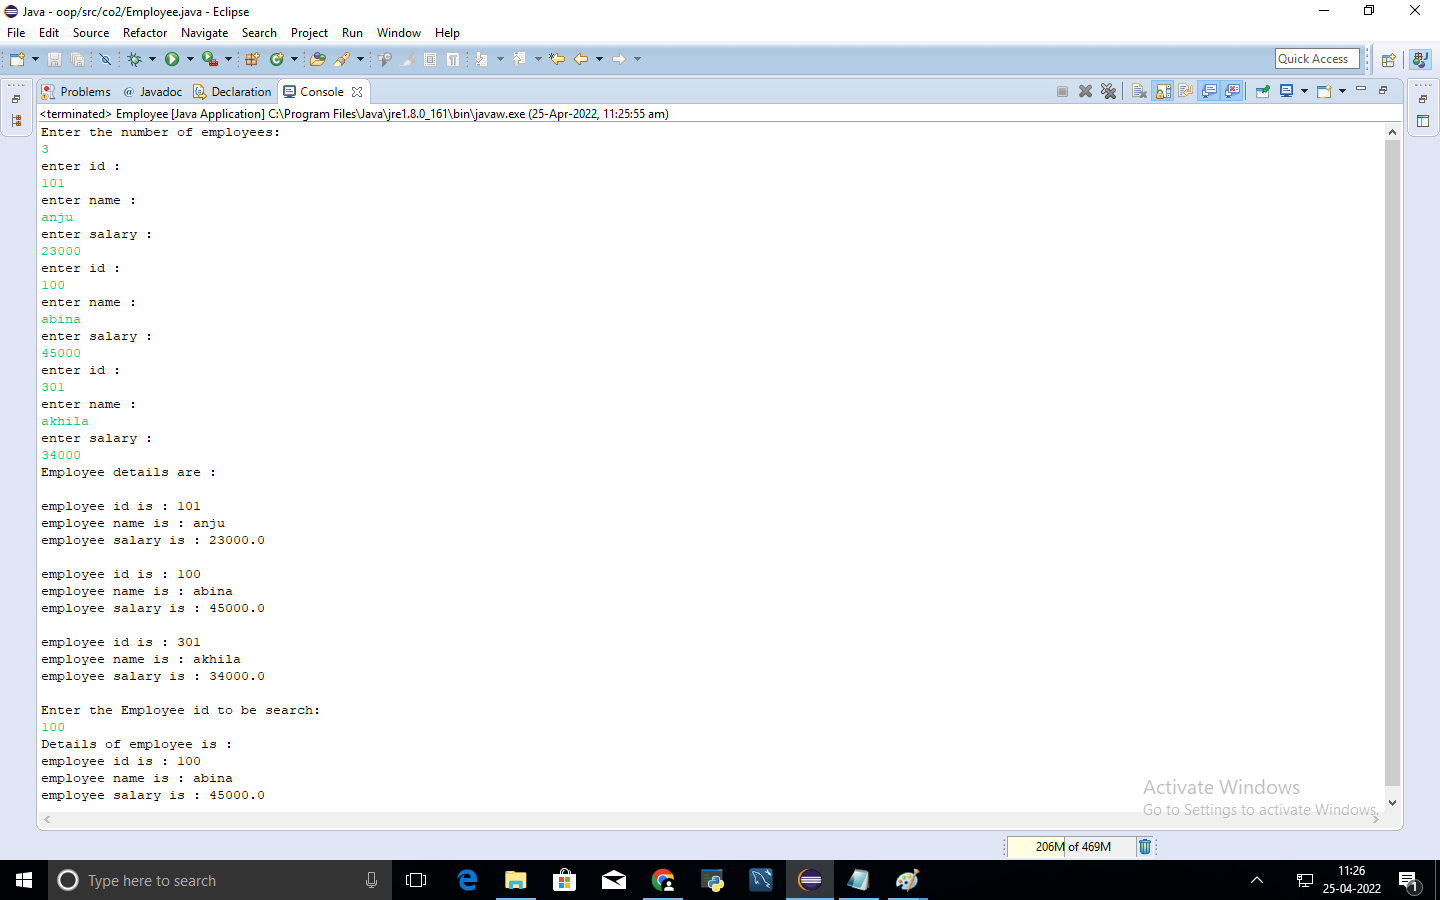 Java - oop/src/co2/Employee.java - Eclipse
File Edit Source Refactor Navigate Search Project Run Window Help
Quick Access
Problems @ Javadoc Declaration Console
<terminated> Employee [Java Application] C:\Program Files\Java\jre1.8.0_161\bin\javaw.exe (25-Apr-2022, 11:25:55 am)
Enter the number of employees:
3
enter id :
101
enter name :
anju
enter salary :
23000
enter id :
100
enter name :
abina
enter salary :
45000
enter id :
301
enter name :
akhila
enter salary :
34000
Employee details are :
employee id is : 101
employee name is : anju
employee salary is : 23000.0
employee id is : 100
employee name is : abina
employee salary is : 45000.0
employee id is : 301
employee name is : akhila
employee salary is : 34000.0
Enter the Employee id to be search:
100
Details of employee is :
employee id is : 100
employee name is : abina
employee salary is : 45000.0
Activate Windows
Go to Settings to activate Windows.
206M of 469M
Type here to search
11:26
25-04-2022
1